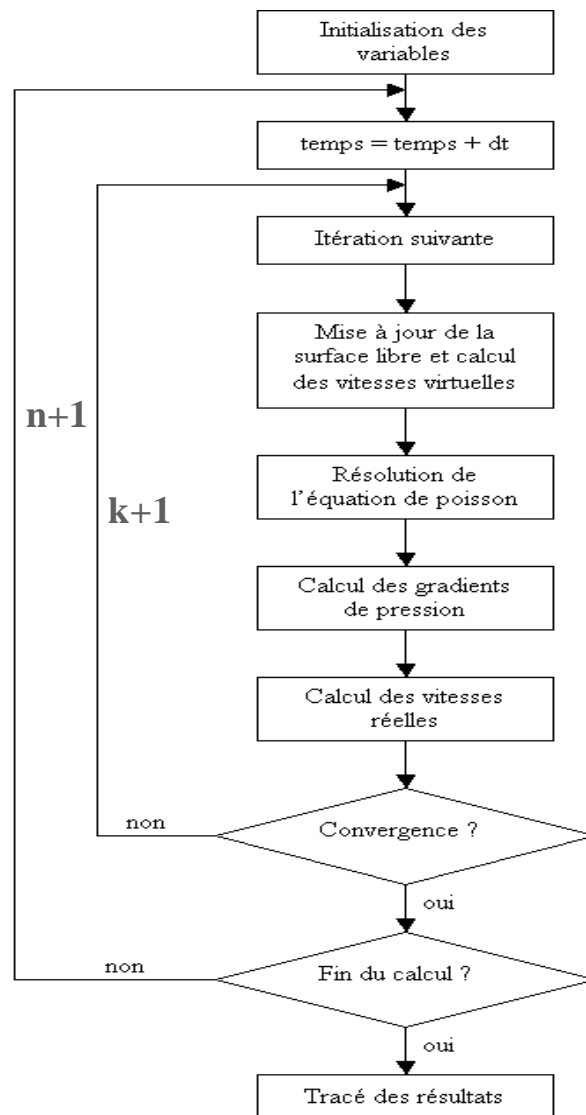 Initialisation des
variables
temps = temps + dt
Itération suivante
Mise à jour de la
surface libre et calcul
des vitesses virtuelles
n+1
Résolution de
l'équation de poisson
k+1
Calcul des gradients
de pression
Calcul des vitesses
réelles
non
Convergence ?
oui
non
Fin du calcul ?
oui
Tracé des résultats